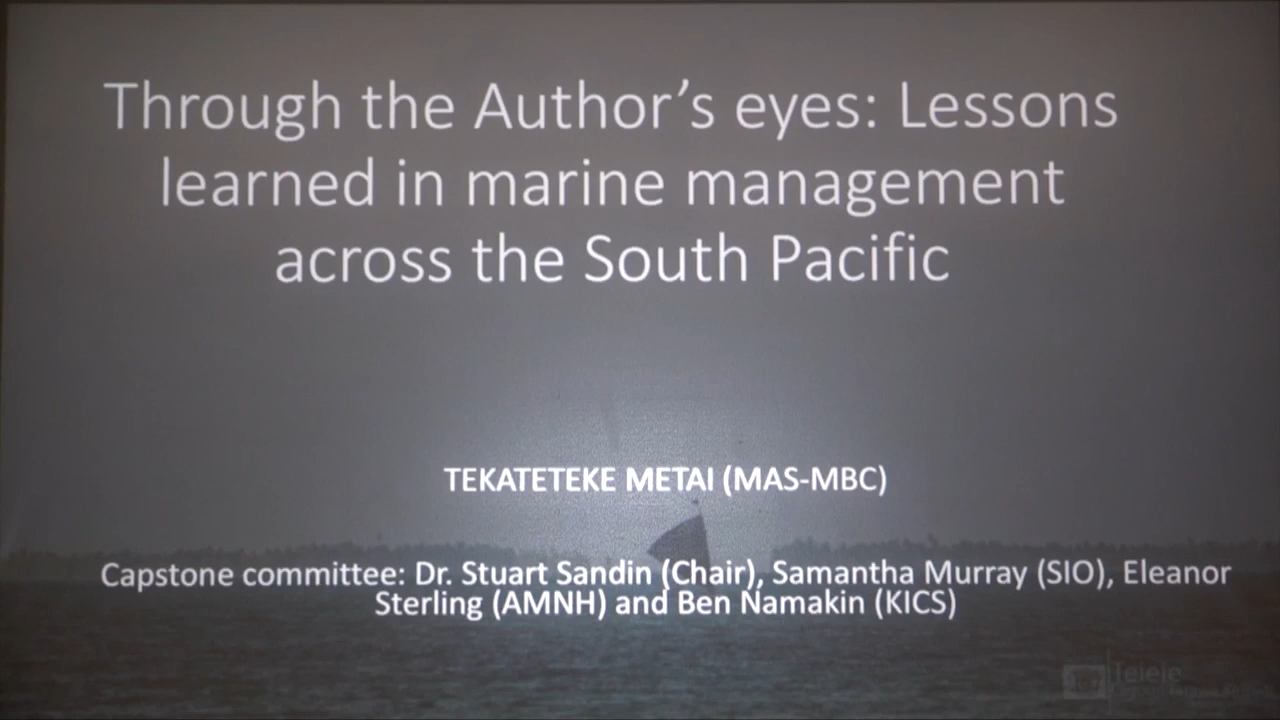 Through the Author's eyes: Lessons
learned in marine management
across the South Pacific
TEKATETEKE METAI (MAS-MBC)
Capstone committee: Dr. Stuart Sandin (Chair), Samantha Murray (SIO), Eleanor
Sterling (AMNH) and Ben Namakin (KICS)